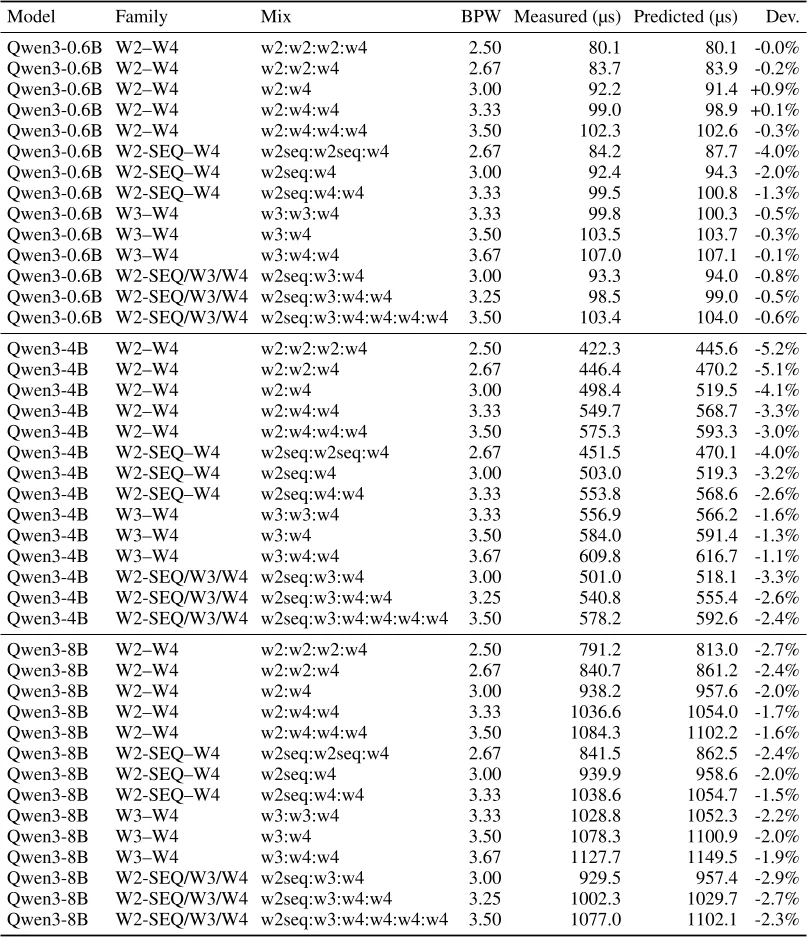 Model Family Mix BPW Measured (µs) Predicted (µs) Dev.
Qwen3-0.6B W2–W4 w2:w2:w2:w4 2.50 80.1 80.1 -0.0%
Qwen3-0.6B W2–W4 w2:w2:w4 2.67 83.7 83.9 -0.2%
Qwen3-0.6B W2–W4 w2:w4 3.00 92.2 91.4 +0.9%
Qwen3-0.6B W2–W4 w2:w4:w4 3.33 99.0 98.9 +0.1%
Qwen3-0.6B W2–W4 w2:w4:w4:w4 3.50 102.3 102.6 -0.3%
Qwen3-0.6B W2-SEQ–W4 w2seq:w2seq:w4 2.67 84.2 87.7 -4.0%
Qwen3-0.6B W2-SEQ–W4 w2seq:w4 3.00 92.4 94.3 -2.0%
Qwen3-0.6B W2-SEQ–W4 w2seq:w4:w4 3.33 99.5 100.8 -1.3%
Qwen3-0.6B W3–W4 w3:w3:w4 3.33 99.8 100.3 -0.5%
Qwen3-0.6B W3–W4 w3:w4 3.50 103.5 103.7 -0.3%
Qwen3-0.6B W3–W4 w3:w4:w4 3.67 107.0 107.1 -0.1%
Qwen3-0.6B W2-SEQ/W3/W4 w2seq:w3:w4 3.00 93.3 94.0 -0.8%
Qwen3-0.6B W2-SEQ/W3/W4 w2seq:w3:w4:w4 3.25 98.5 99.0 -0.5%
Qwen3-0.6B W2-SEQ/W3/W4 w2seq:w3:w4:w4:w4:w4 3.50 103.4 104.0 -0.6%
Qwen3-4B W2–W4 w2:w2:w2:w4 2.50 422.3 445.6 -5.2%
Qwen3-4B W2–W4 w2:w2:w4 2.67 446.4 470.2 -5.1%
Qwen3-4B W2–W4 w2:w4 3.00 498.4 519.5 -4.1%
Qwen3-4B W2–W4 w2:w4:w4 3.33 549.7 568.7 -3.3%
Qwen3-4B W2–W4 w2:w4:w4:w4 3.50 575.3 593.3 -3.0%
Qwen3-4B W2-SEQ–W4 w2seq:w2seq:w4 2.67 451.5 470.1 -4.0%
Qwen3-4B W2-SEQ–W4 w2seq:w4 3.00 503.0 519.3 -3.2%
Qwen3-4B W2-SEQ–W4 w2seq:w4:w4 3.33 553.8 568.6 -2.6%
Qwen3-4B W3–W4 w3:w3:w4 3.33 556.9 566.2 -1.6%
Qwen3-4B W3–W4 w3:w4 3.50 584.0 591.4 -1.3%
Qwen3-4B W3–W4 w3:w4:w4 3.67 609.8 616.7 -1.1%
Qwen3-4B W2-SEQ/W3/W4 w2seq:w3:w4 3.00 501.0 518.1 -3.3%
Qwen3-4B W2-SEQ/W3/W4 w2seq:w3:w4:w4 3.25 540.8 555.4 -2.6%
Qwen3-4B W2-SEQ/W3/W4 w2seq:w3:w4:w4:w4:w4 3.50 578.2 592.6 -2.4%
Qwen3-8B W2–W4 w2:w2:w2:w4 2.50 791.2 813.0 -2.7%
Qwen3-8B W2–W4 w2:w2:w4 2.67 840.7 861.2 -2.4%
Qwen3-8B W2–W4 w2:w4 3.00 938.2 957.6 -2.0%
Qwen3-8B W2–W4 w2:w4:w4 3.33 1036.6 1054.0 -1.7%
Qwen3-8B W2–W4 w2:w4:w4:w4 3.50 1084.3 1102.2 -1.6%
Qwen3-8B W2-SEQ–W4 w2seq:w2seq:w4 2.67 841.5 862.5 -2.4%
Qwen3-8B W2-SEQ–W4 w2seq:w4 3.00 939.9 958.6 -2.0%
Qwen3-8B W2-SEQ–W4 w2seq:w4:w4 3.33 1038.6 1054.7 -1.5%
Qwen3-8B W3–W4 w3:w3:w4 3.33 1028.8 1052.3 -2.2%
Qwen3-8B W3–W4 w3:w4 3.50 1078.3 1100.9 -2.0%
Qwen3-8B W3–W4 w3:w4:w4 3.67 1127.7 1149.5 -1.9%
Qwen3-8B W2-SEQ/W3/W4 w2seq:w3:w4 3.00 929.5 957.4 -2.9%
Qwen3-8B W2-SEQ/W3/W4 w2seq:w3:w4:w4 3.25 1002.3 1029.7 -2.7%
Qwen3-8B W2-SEQ/W3/W4 w2seq:w3:w4:w4:w4:w4 3.50 1077.0 1102.1 -2.3%